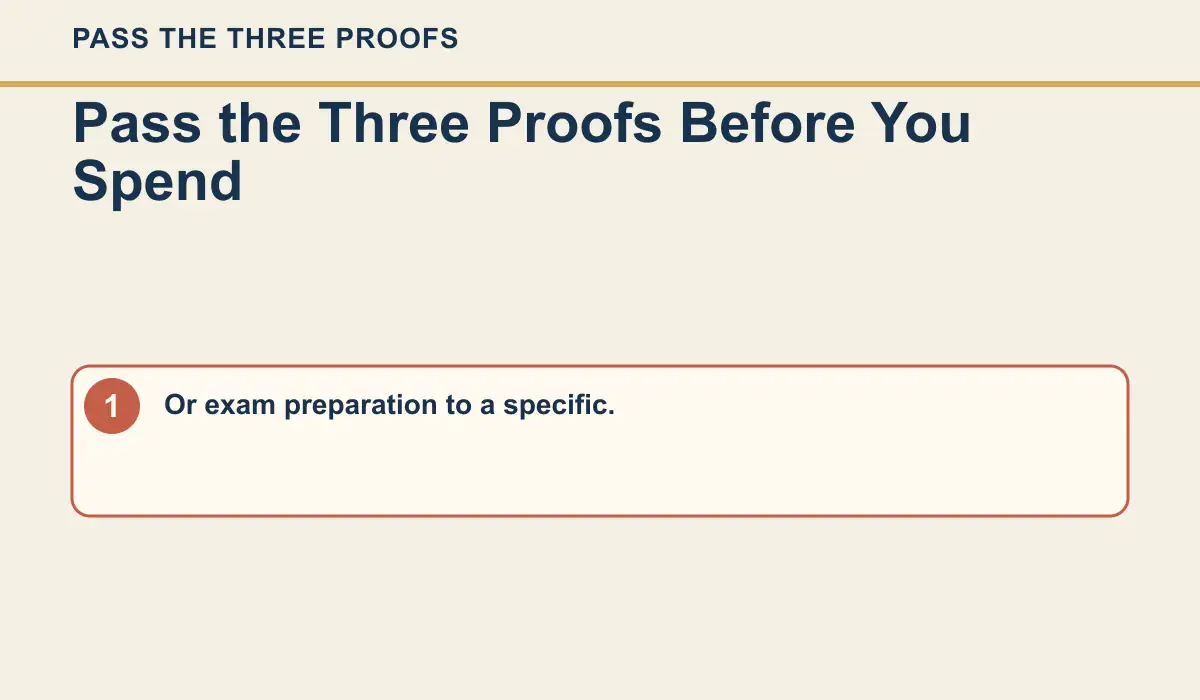 PASS THE THREE PROOFS
Pass the Three Proofs Before You
Spend
1
Or exam preparation to a specific.